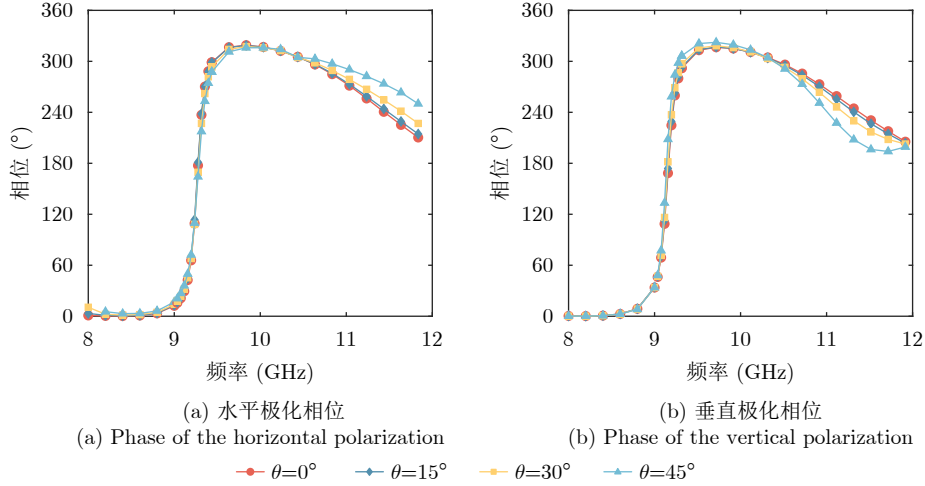 360
300
240
180
120
60
0
相位 (°)
8
9
10
11
12
频率 (GHz)
(a) 水平极化相位
(a) Phase of the horizontal polarization
360
300
240
180
120
60
0
相位 (°)
8
9
10
11
12
频率 (GHz)
(b) 垂直极化相位
(b) Phase of the vertical polarization
θ=0° θ=15° θ=30° θ=45°